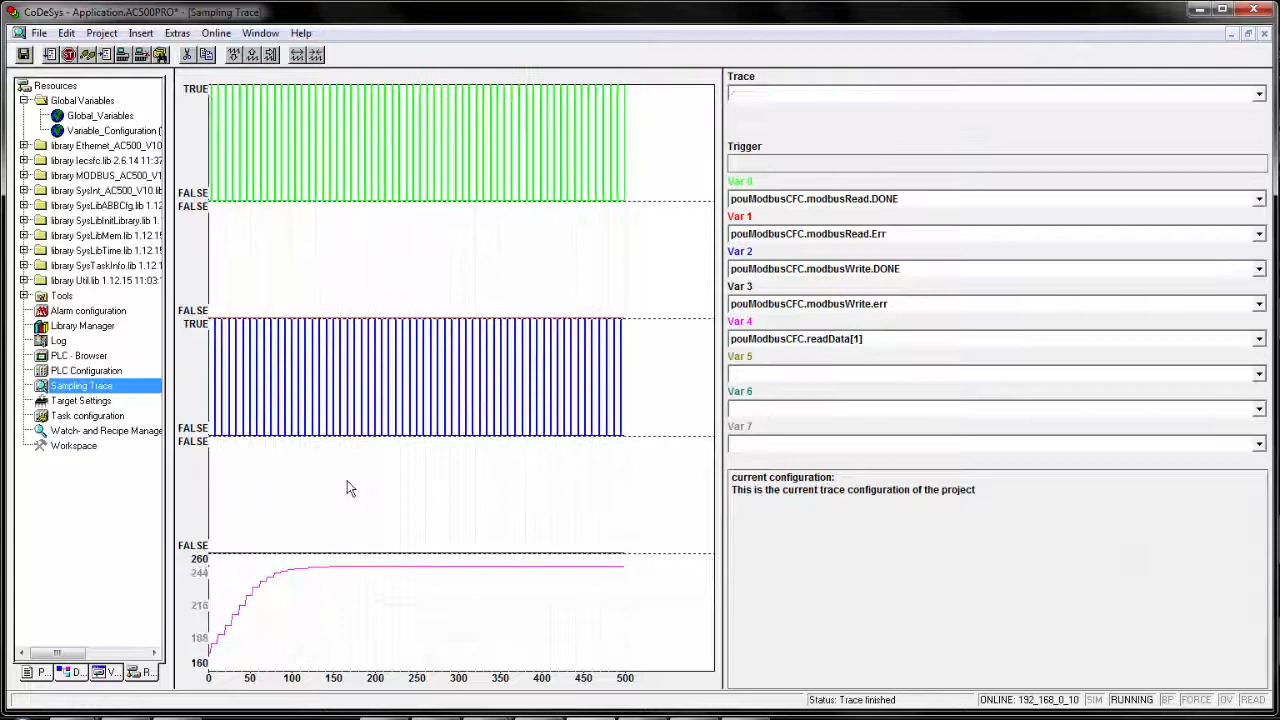 CoDeSys - Application.AC500PRO* - [Sampling Trace]
File Edit Project Insert Extras Online Window Help
Resources
Global Variables
Global_Variables
Variable_Configuration (
library Ethernet_AC500_V10
library Iecsfc.lib 2.6.14 11:37
library MODBUS_AC500_V1
library SysInt_AC500_V10.lib
library SysLibABBCfg.lib 1.1
library SysLibInitLibrary.lib 1.
library SysLibMem.lib 1.12.15
library SysLibTime.lib 1.12.15
library SysTaskInfo.lib 1.12.1
library Util.lib 1.12.15 11:03:
Tools
Alarm configuration
Library Manager
Log
PLC - Browser
PLC Configuration
Sampling Trace
Target Settings
Task configuration
Watch- and Recipe Manage
Workspace
P... D... V... R...
TRUE
FALSE
FALSE
FALSE
TRUE
FALSE
FALSE
FALSE
260
244
216
188
160
0 50 100 150 200 250 300 350 400 450 500
Trace
Trigger
Var 0
pouModbusCFC.modbusRead.DONE
Var 1
pouModbusCFC.modbusRead.Err
Var 2
pouModbusCFC.modbusWrite.DONE
Var 3
pouModbusCFC.modbusWrite.err
Var 4
pouModbusCFC.readData[1]
Var 5
Var 6
Var 7
current configuration:
This is the current trace configuration of the project
Status: Trace finished ONLINE: 192_168_0_10 SIM RUNNING BP FORCE OV READ